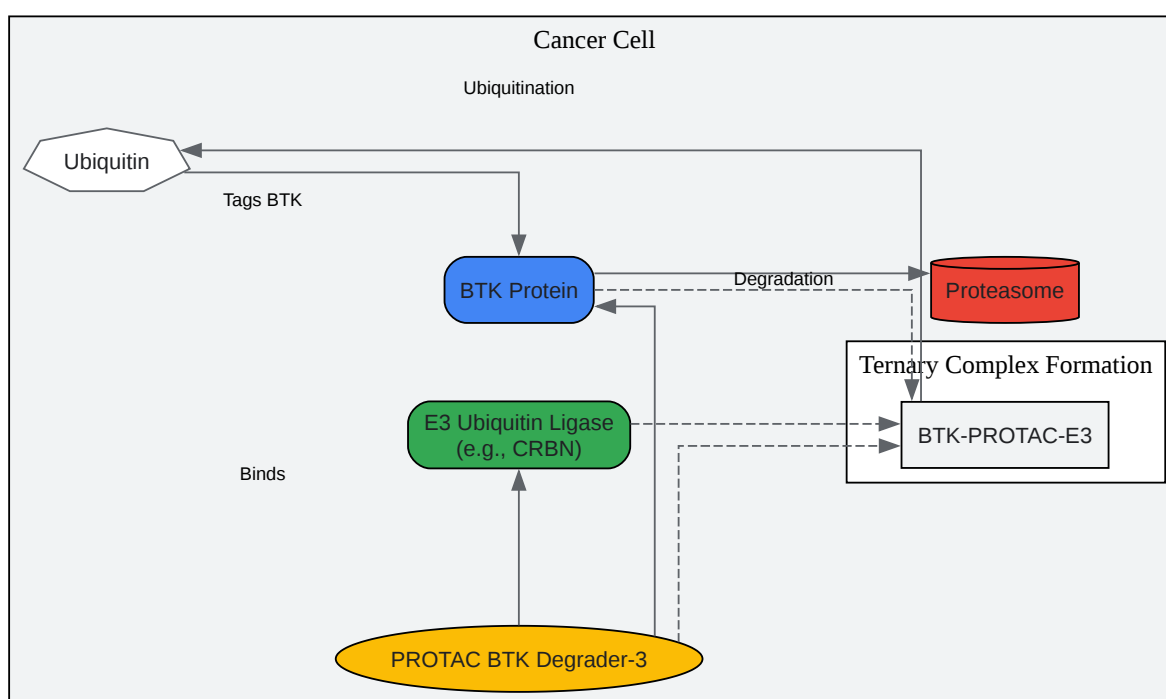 Cancer Cell
Ubiquitination
Ubiquitin
Tags BTK
BTK Protein
Degradation
Proteasome
Ternary Complex Formation
E3 Ubiquitin Ligase
(e.g., CRBN)
BTK-PROTAC-E3
Binds
PROTAC BTK Degrader-3